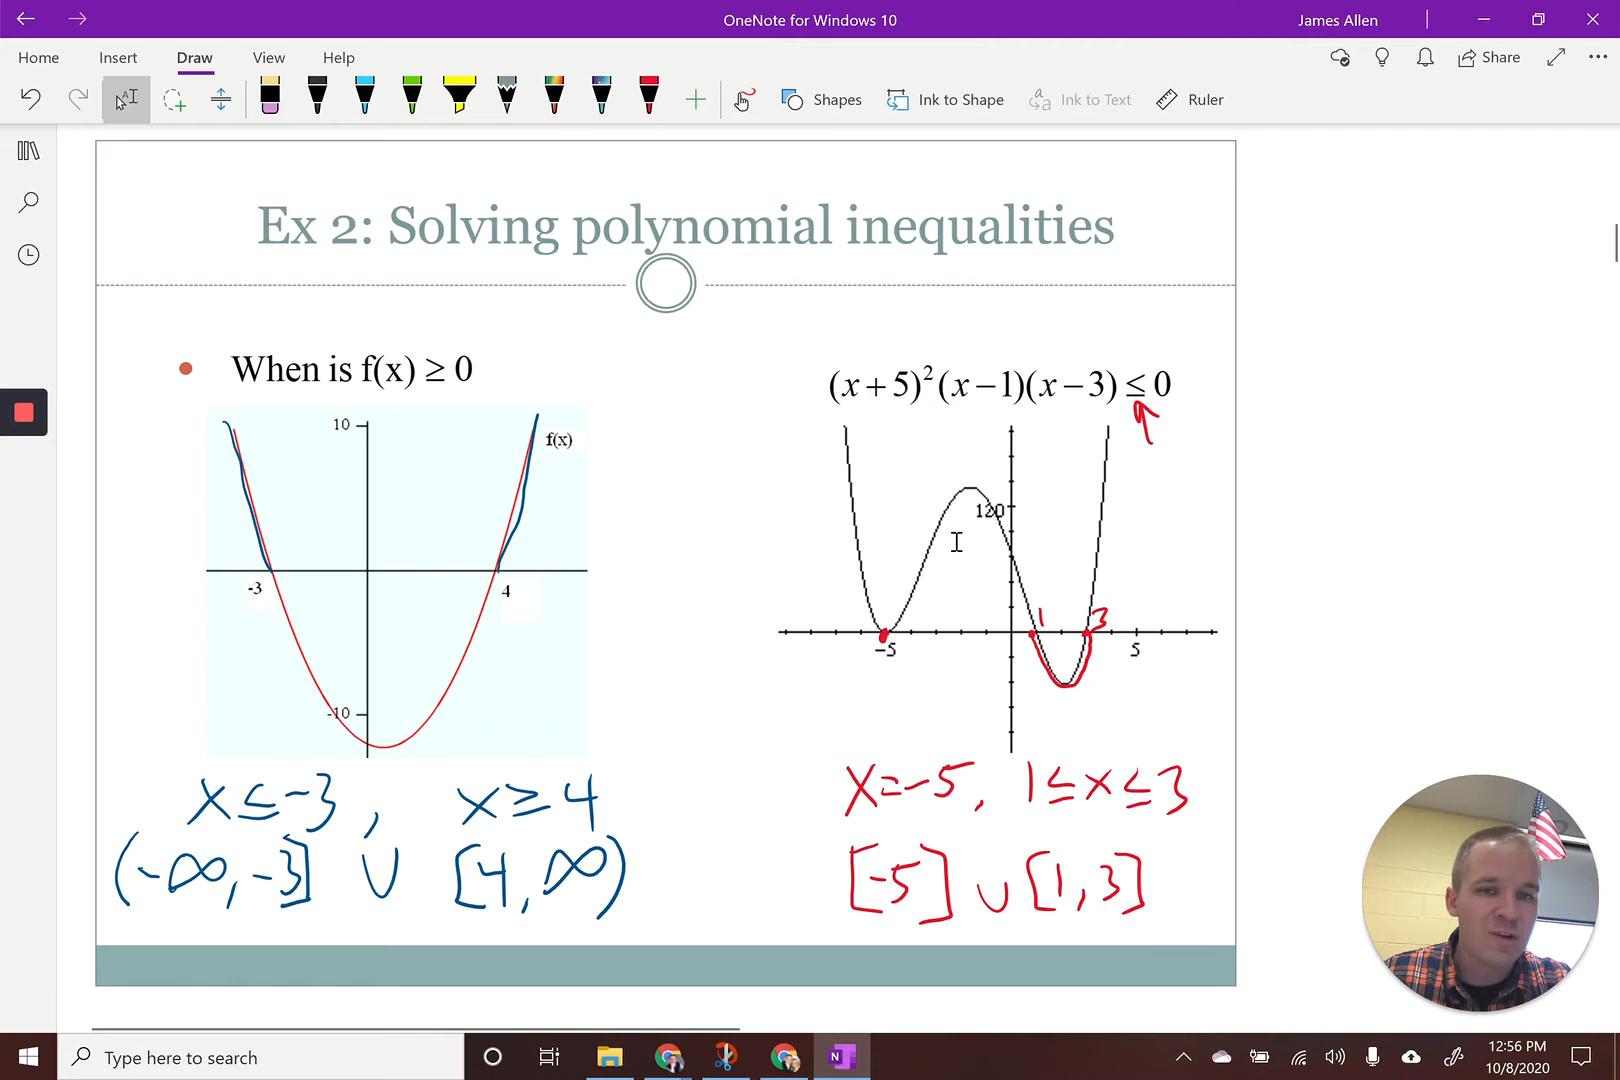 OneNote for Windows 10
James Allen
Home Insert Draw View Help
Share
Shapes
Ink to Shape
Ink to Text
Ruler
Ex 2: Solving polynomial inequalities
When is f(x) ≥ 0
(x+5)²(x−1)(x−3) ≤ 0
10
f(x)
-3
4
-10
120
1
3
−5
5
x ≤ -3 , x ≥ 4
(-∞, -3] ∪ [4, ∞)
x = -5, 1 ≤ x ≤ 3
[-5] ∪ [1, 3]
Type here to search
12:56 PM
10/8/2020